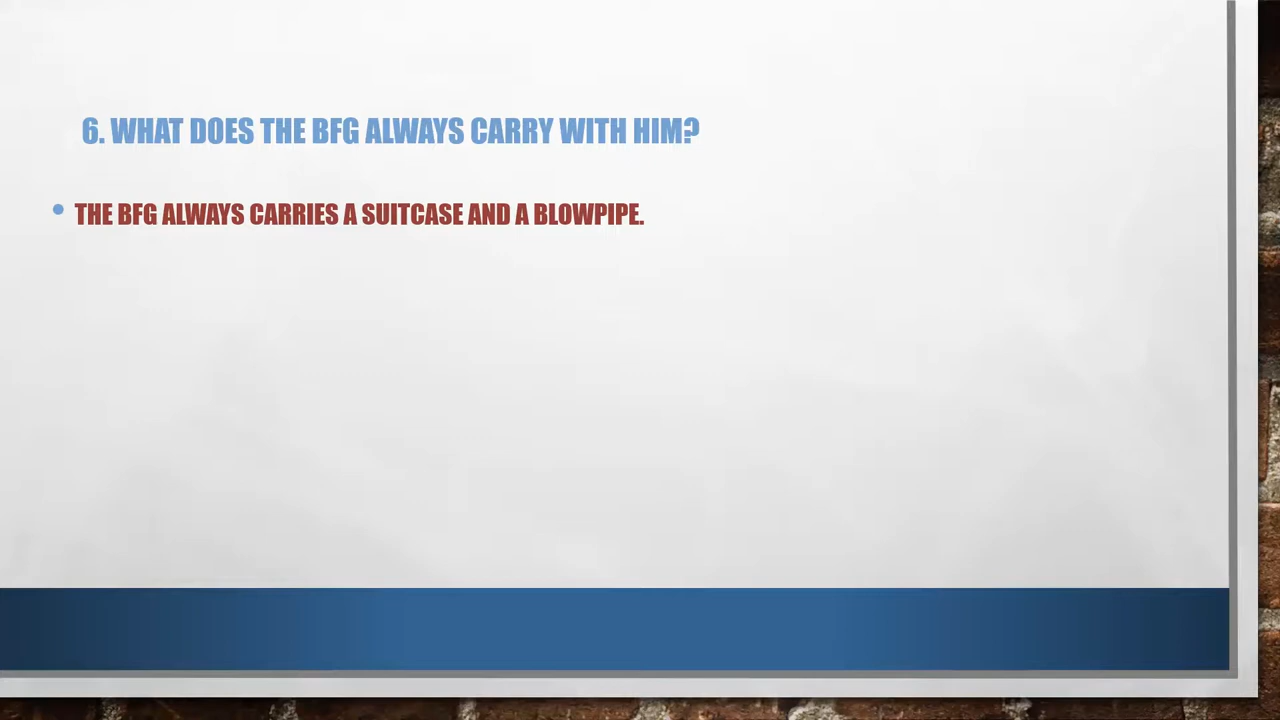 6. WHAT DOES THE BFG ALWAYS CARRY WITH HIM?
• THE BFG ALWAYS CARRIES A SUITCASE AND A BLOWPIPE.